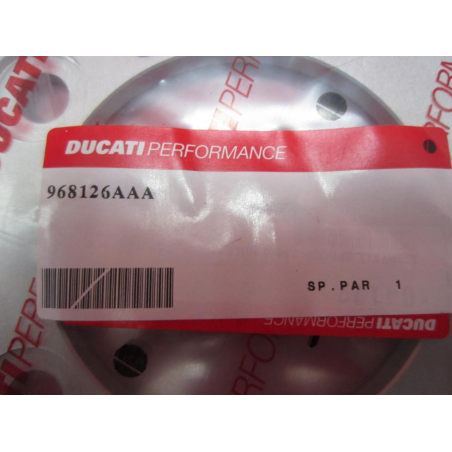 DUCATI PERFORMANCE
968126AAA
SP.PAR 1
DUCATI PERFORMANCE